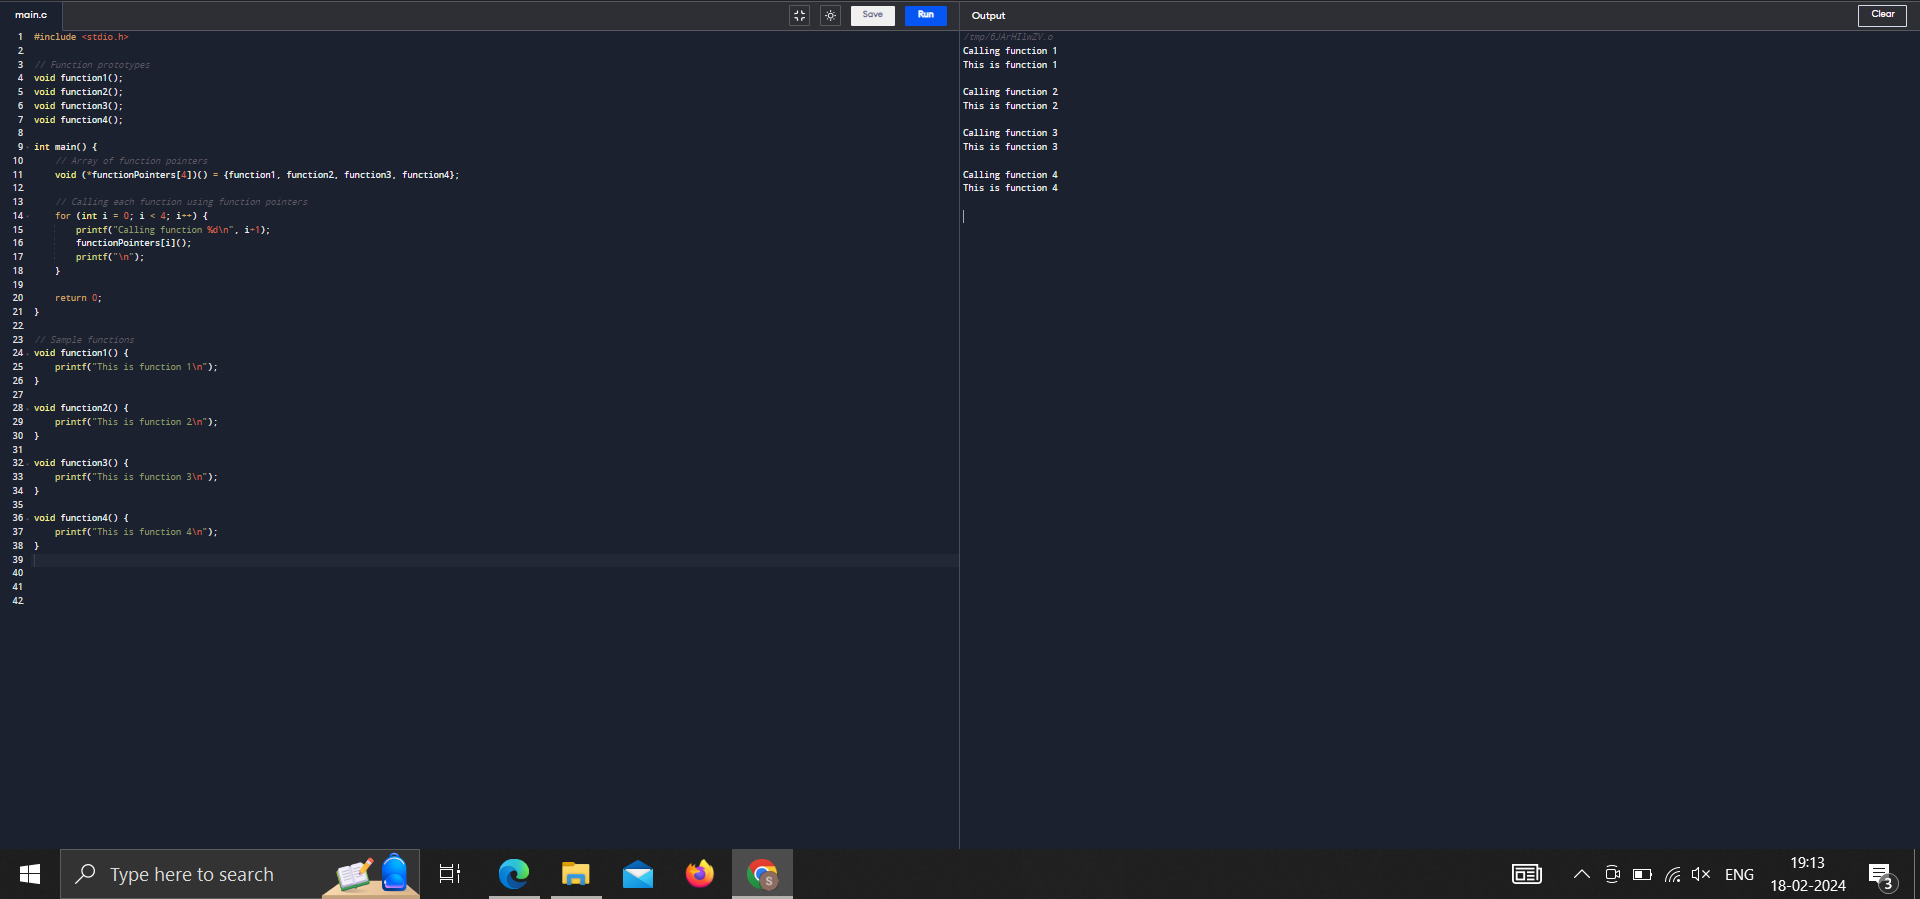 main.c
Save
Run
Output
Clear
1 #include <stdio.h>
2
3 // Function prototypes
4 void function1();
5 void function2();
6 void function3();
7 void function4();
8
9 int main() {
10 // Array of function pointers
11 void (*functionPointers[4])() = {function1, function2, function3, function4};
12
13 // Calling each function using function pointers
14 for (int i = 0; i < 4; i++) {
15 printf("Calling function %d\n", i+1);
16 functionPointers[i]();
17 printf("\n");
18 }
19
20 return 0;
21 }
22
23 // Sample functions
24 void function1() {
25 printf("This is function 1\n");
26 }
27
28 void function2() {
29 printf("This is function 2\n");
30 }
31
32 void function3() {
33 printf("This is function 3\n");
34 }
35
36 void function4() {
37 printf("This is function 4\n");
38 }
39
40
41
42
Calling function 1
This is function 1
Calling function 2
This is function 2
Calling function 3
This is function 3
Calling function 4
This is function 4
Type here to search
S
ENG
19:13
18-02-2024
3